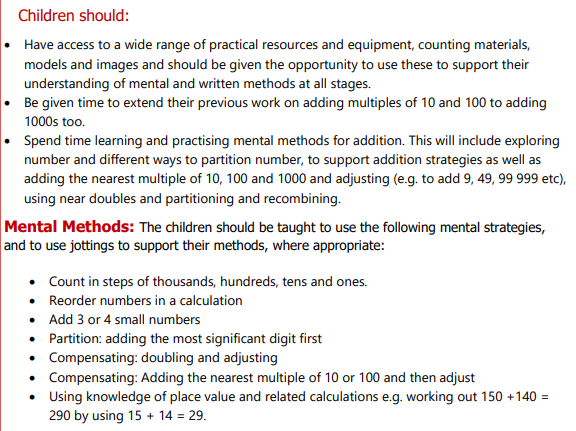 Children should:
• Have access to a wide range of practical resources and equipment, counting materials,
models and images and should be given the opportunity to use these to support their
understanding of mental and written methods at all stages.
• Be given time to extend their previous work on adding multiples of 10 and 100 to adding
1000s too.
• Spend time learning and practising mental methods for addition. This will include exploring
number and different ways to partition number, to support addition strategies as well as
adding the nearest multiple of 10, 100 and 1000 and adjusting (e.g. to add 9, 49, 99 999 etc),
using near doubles and partitioning and recombining.
Mental Methods: The children should be taught to use the following mental strategies,
and to use jottings to support their methods, where appropriate:
• Count in steps of thousands, hundreds, tens and ones.
• Reorder numbers in a calculation
• Add 3 or 4 small numbers
• Partition: adding the most significant digit first
• Compensating: doubling and adjusting
• Compensating: Adding the nearest multiple of 10 or 100 and then adjust
• Using knowledge of place value and related calculations e.g. working out 150 +140 =
290 by using 15 + 14 = 29.